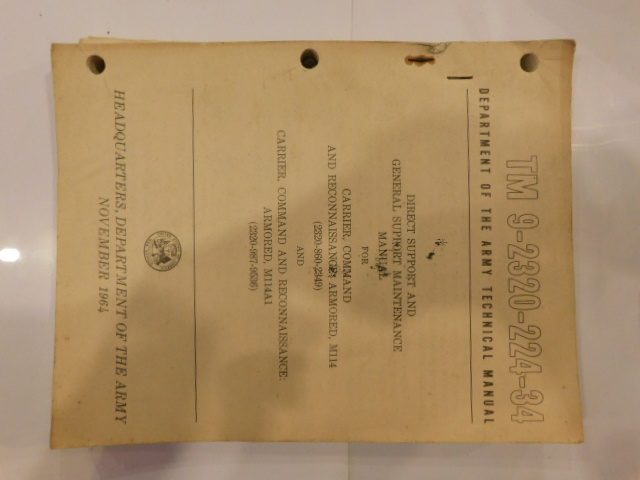 TM 9-2320-224-34
DEPARTMENT OF THE ARMY TECHNICAL MANUAL
DIRECT SUPPORT AND
GENERAL SUPPORT MAINTENANCE
MANUAL
FOR
CARRIER, COMMAND
AND RECONNAISSANCE: ARMORED, M114
(2320-860-2349)
AND
CARRIER, COMMAND AND RECONNAISSANCE:
ARMORED, M114A1
(2320-987-9536)
HEADQUARTERS, DEPARTMENT OF THE ARMY
NOVEMBER 1964